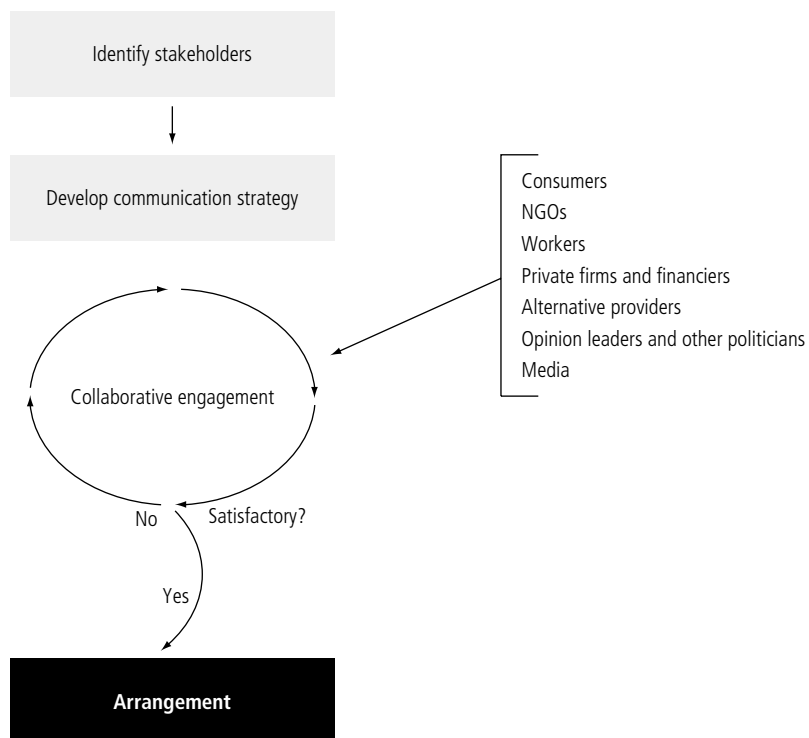 Identify stakeholders
Develop communication strategy
Consumers
NGOs
Workers
Private firms and financiers
Alternative providers
Opinion leaders and other politicians
Media
Collaborative engagement
No
Satisfactory?
Yes
Arrangement